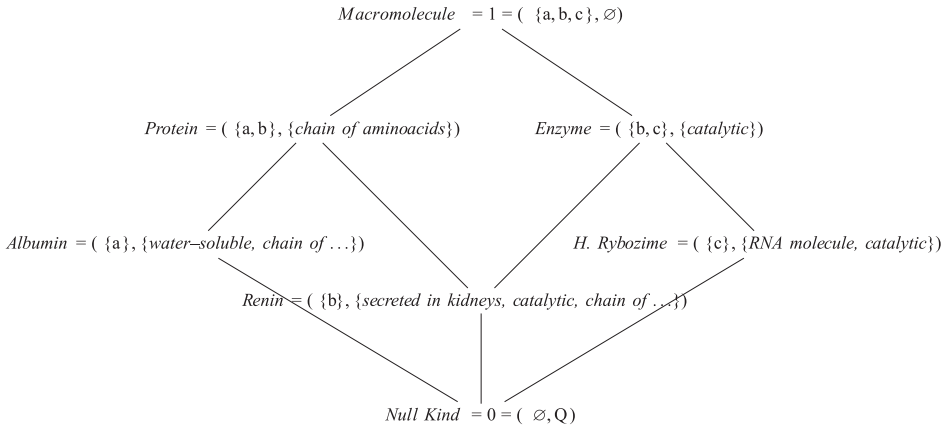 Macromolecule = 1 = ( {a, b, c}, ∅)
Protein = ( {a, b}, {chain of aminoacids}) Enzyme = ( {b, c}, {catalytic})
Albumin = ( {a}, {water–soluble, chain of ...}) H. Rybozime = ( {c}, {RNA molecule, catalytic})
Renin = ( {b}, {secreted in kidneys, catalytic, chain of ...})
Null Kind = 0 = ( ∅, Q)